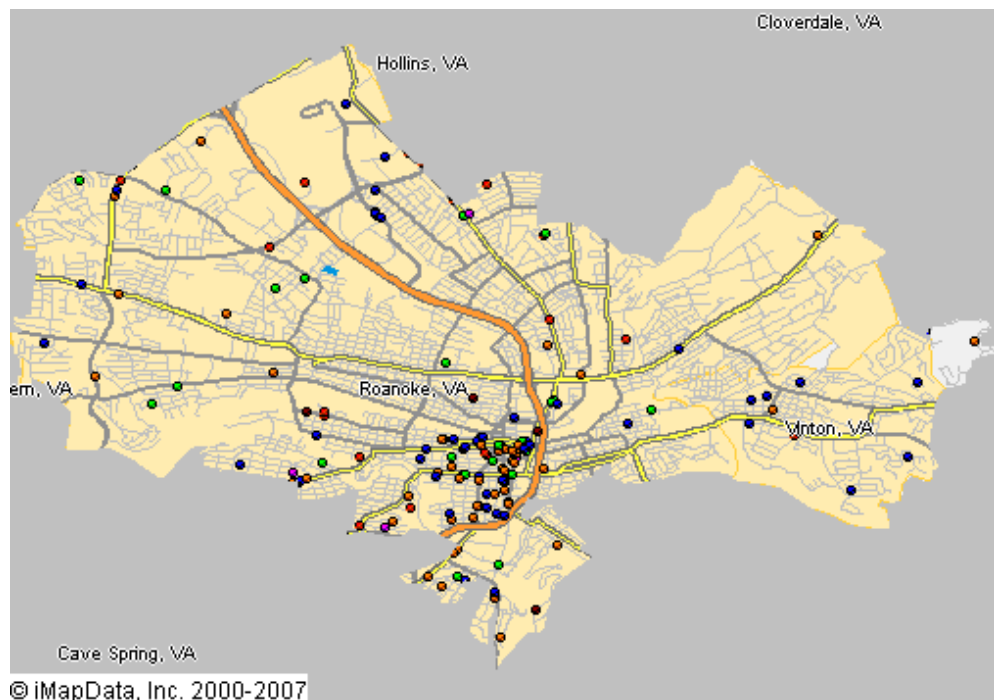 Cloverdale, VA
Hollins, VA
em, VA
Roanoke, VA
Vinton, VA
Cave Spring, VA
© iMapData, Inc. 2000-2007